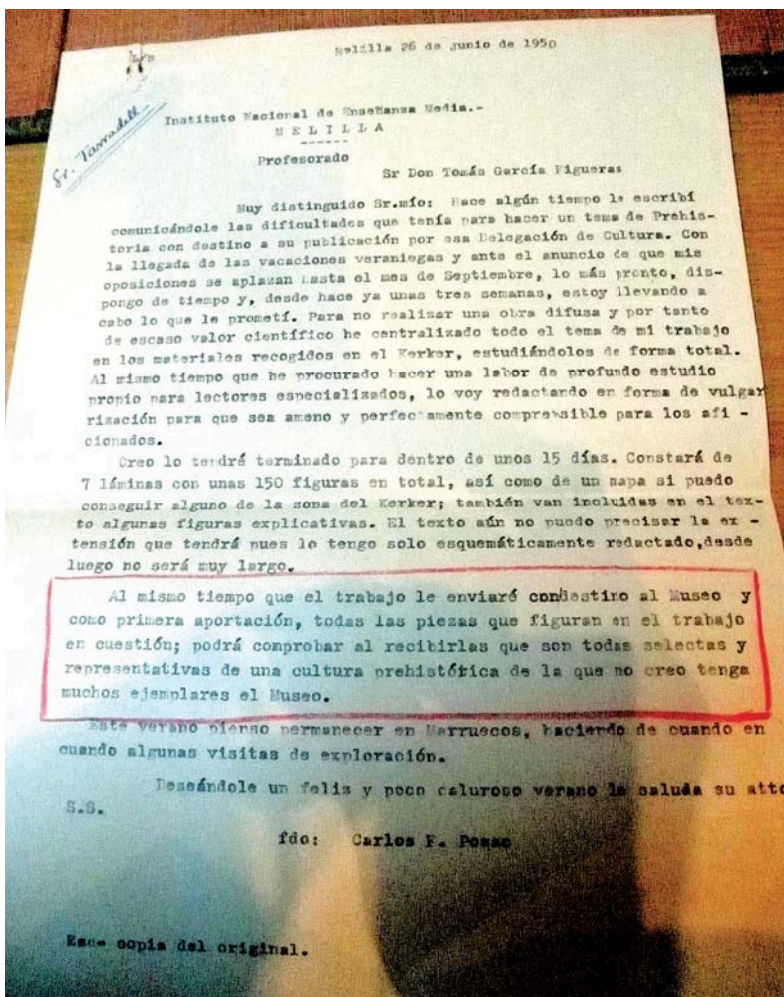 Melilla 26 de junio de 1950
Sr. Tarradell
Instituto Nacional de Enseñanza Media.-
M E L I L L A
------
Profesorado
Sr Don Tomás García Figueras
Muy distinguido Sr.mío: Hace algún tiempo le escribí
comunicándole las dificultades que tenía para hacer un tema de Prehis-
toria con destino a su publicación por esa Delegación de Cultura. Con
la llegada de las vacaciones veraniegas y ante el anuncio de que mis
oposiciones se aplazan hasta el mes de Septiembre, lo más pronto, dis-
pongo de tiempo y, desde hace ya unas tres semanas, estoy llevando a
cabo lo que le prometí. Para no realizar una obra difusa y por tanto
de escaso valor científico he centralizado todo el tema de mi trabajo
en los materiales recogidos en el Kerker, estudiándolos de forma total.
Al mismo tiempo que he procurado hacer una labor de profundo estudio
propio para lectores especializados, lo voy redactando en forma de vulgar
rización para que sea ameno y perfectamente comprensible para los afi -
cionados.
Creo lo tendré terminado para dentro de unos 15 días. Constará de
7 láminas con unas 150 figuras en total, así como de un mapa si puedo
conseguir alguno de la zona del Kerker; también van incluidas en el tex-
to algunas figuras explicativas. El texto aún no puedo precisar la ex -
tensión que tendrá pues lo tengo solo esquemáticamente redactado,desde
luego no será muy largo.
Al mismo tiempo que el trabajo le enviaré condestino al Museo y
como primera aportación, todas las piezas que figuran en el trabajo
en cuestión; podrá comprobar al recibirlas que son todas selectas y
representativas de una cultura prehistórica de la que no creo tenga
muchos ejemplares el Museo.
Este verano pienso permanecer en Marruecos, haciendo de cuando en
cuando algunas visitas de exploración.
Deseándole un feliz y poco caluroso verano le saluda su atto
S.S.
fdo: Carlos F. Posac
copia del original.